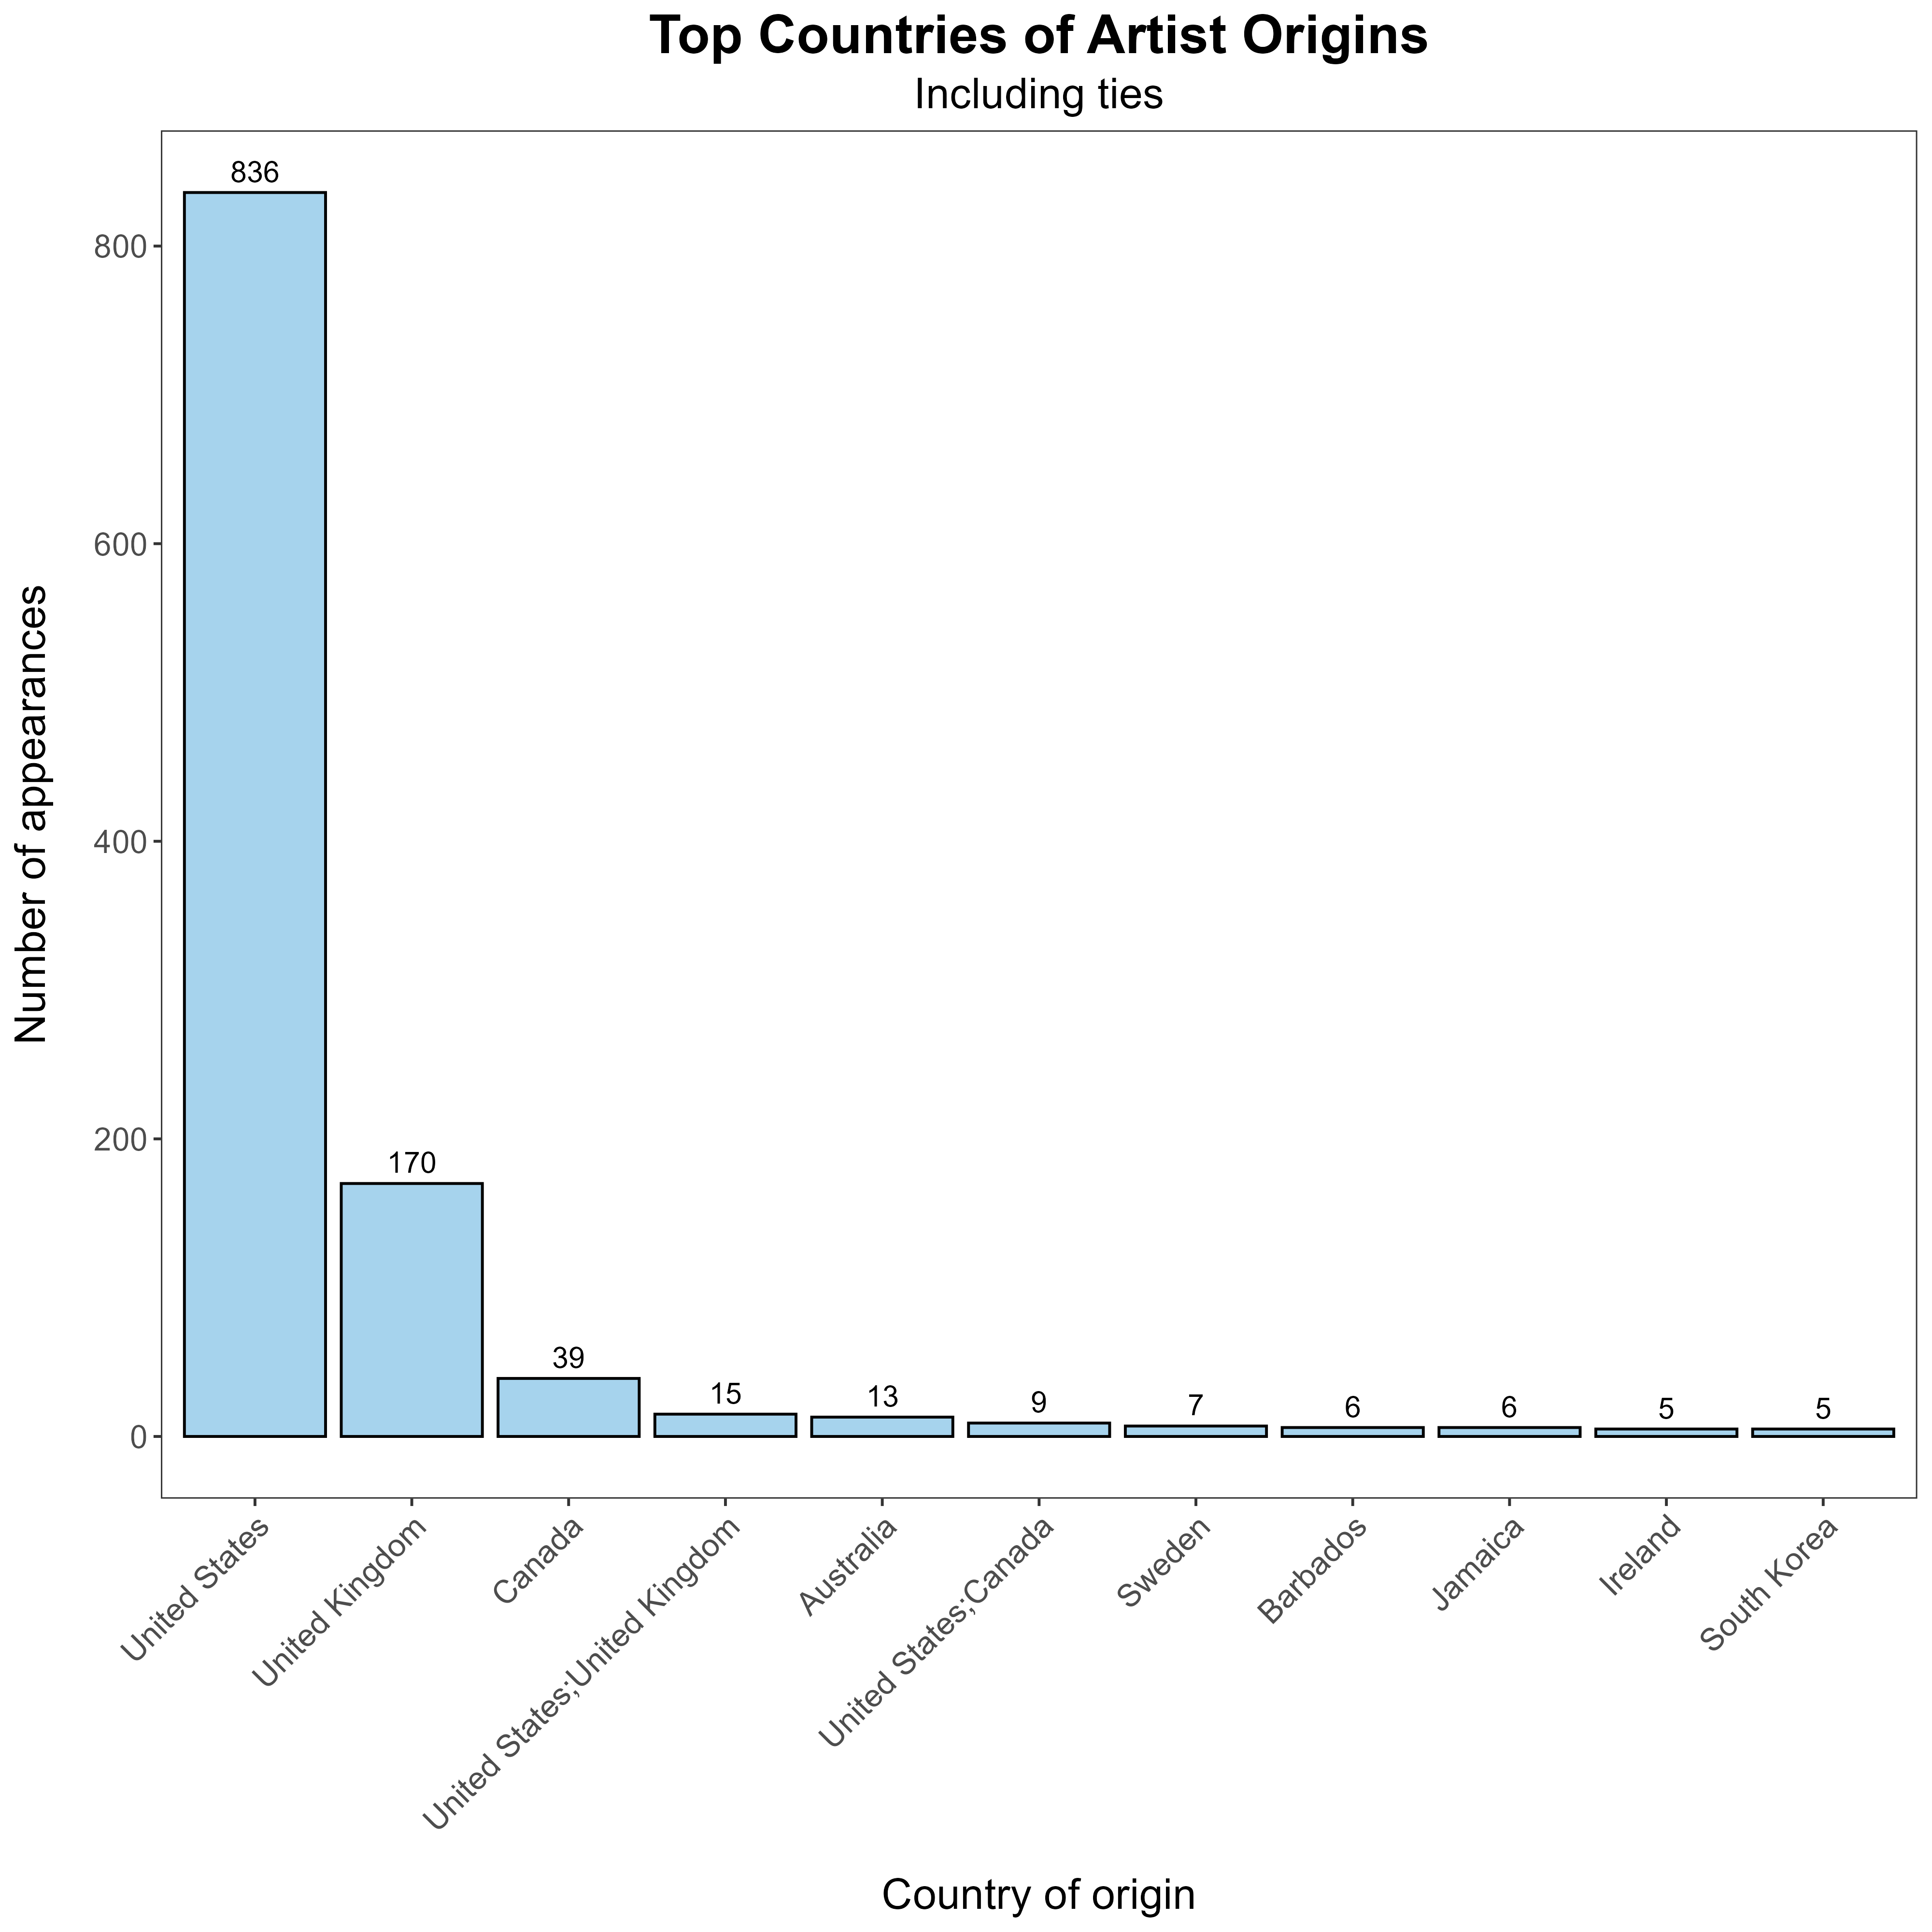 Top Countries of Artist Origins
Including ties
Number of appearances
800
600
400
200
0
836
170
39
15
13
9
7
6
6
5
5
United States
United Kingdom
Canada
United States;United Kingdom
Australia
United States;Canada
Sweden
Barbados
Jamaica
Ireland
South Korea
Country of origin